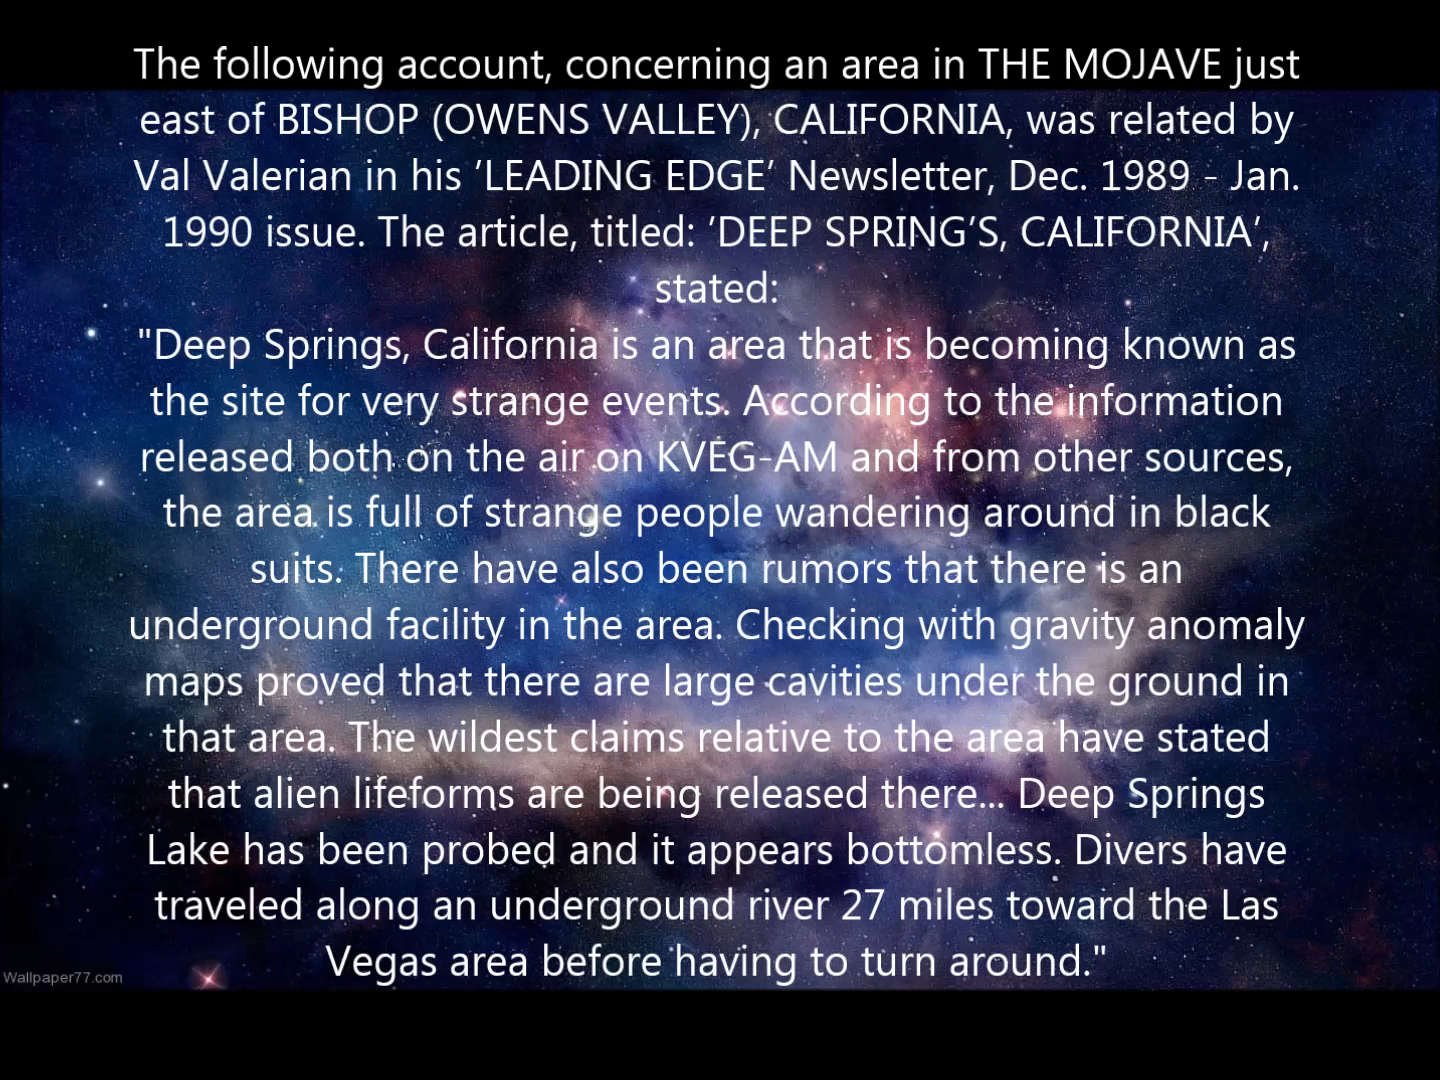 The following account, concerning an area in THE MOJAVE just
east of BISHOP (OWENS VALLEY), CALIFORNIA, was related by
Val Valerian in his ’LEADING EDGE’ Newsletter, Dec. 1989 - Jan.
1990 issue. The article, titled: ’DEEP SPRING’S, CALIFORNIA’,
stated:
"Deep Springs, California is an area that is becoming known as
the site for very strange events. According to the information
released both on the air on KVEG-AM and from other sources,
the area is full of strange people wandering around in black
suits. There have also been rumors that there is an
underground facility in the area. Checking with gravity anomaly
maps proved that there are large cavities under the ground in
that area. The wildest claims relative to the area have stated
that alien lifeforms are being released there... Deep Springs
Lake has been probed and it appears bottomless. Divers have
traveled along an underground river 27 miles toward the Las
Vegas area before having to turn around."
Wallpaper77.com